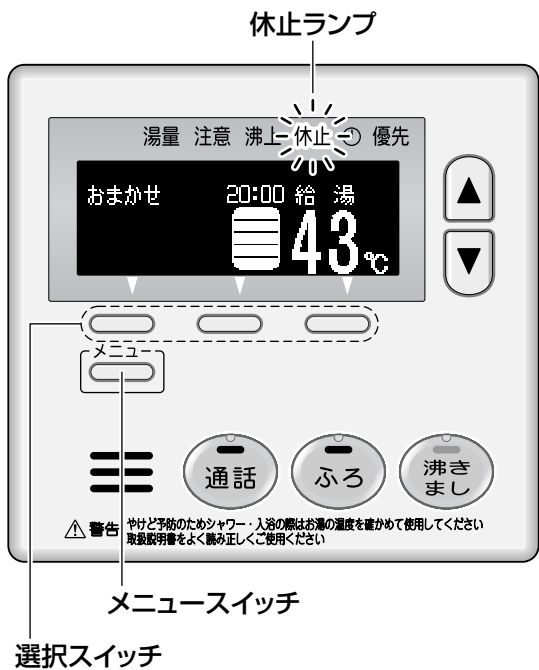 休止ランプ
湯量 注意 沸上 休止 優先
おまかせ 20:00 給 湯
43℃
メニュー
通話 ふろ 沸き
まし
⚠ 警告 やけど予防のためシャワー・入浴の際はお湯の温度を確かめて使用してください
取扱説明書をよく読み正しくご使用ください
メニュースイッチ
選択スイッチ